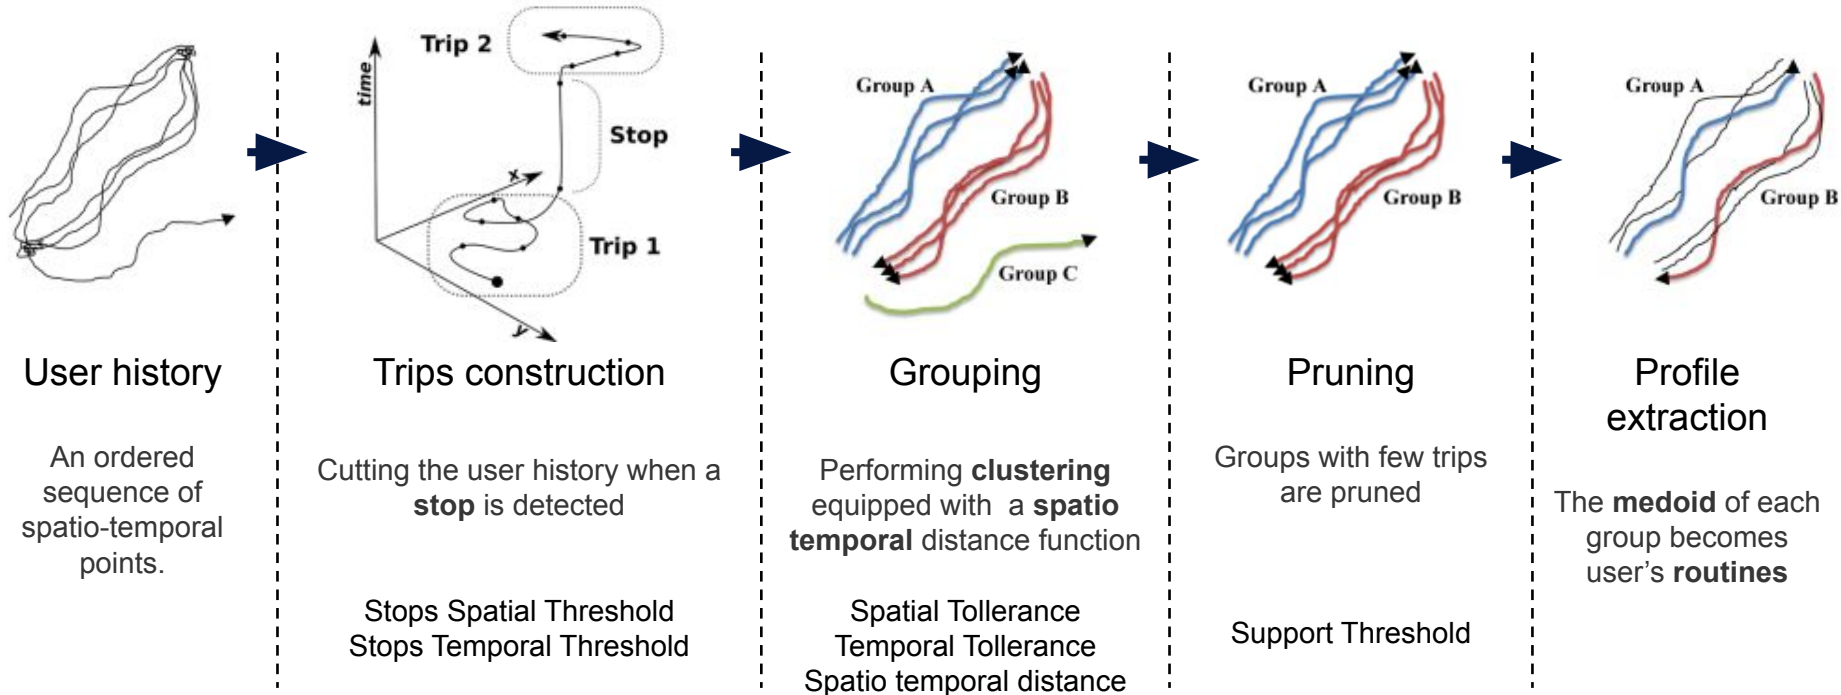 time
Trip 2
Stop
x
Trip 1
y
Group A
Group B
Group C
Group A
Group B
Group A
Group B
User history
An ordered
sequence of
spatio-temporal
points.
Trips construction
Cutting the user history when a
stop is detected
Stops Spatial Threshold
Stops Temporal Threshold
Grouping
Performing clustering
equipped with a spatio
temporal distance function
Spatial Tollerance
Temporal Tollerance
Spatio temporal distance
Pruning
Groups with few trips
are pruned
Support Threshold
Profile
extraction
The medoid of each
group becomes
user’s routines